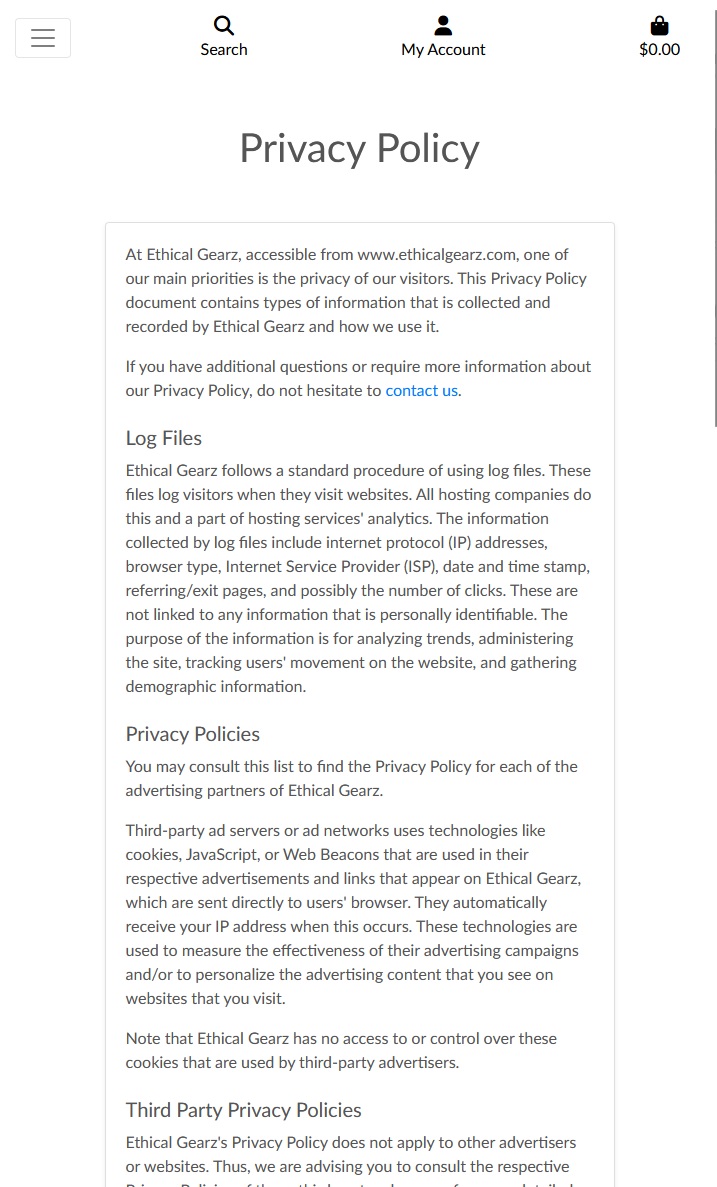 Search
My Account
$0.00
Privacy Policy
At Ethical Gearz, accessible from www.ethicalgearz.com, one of
our main priorities is the privacy of our visitors. This Privacy Policy
document contains types of information that is collected and
recorded by Ethical Gearz and how we use it.
If you have additional questions or require more information about
our Privacy Policy, do not hesitate to contact us.
Log Files
Ethical Gearz follows a standard procedure of using log files. These
files log visitors when they visit websites. All hosting companies do
this and a part of hosting services' analytics. The information
collected by log files include internet protocol (IP) addresses,
browser type, Internet Service Provider (ISP), date and time stamp,
referring/exit pages, and possibly the number of clicks. These are
not linked to any information that is personally identifiable. The
purpose of the information is for analyzing trends, administering
the site, tracking users' movement on the website, and gathering
demographic information.
Privacy Policies
You may consult this list to find the Privacy Policy for each of the
advertising partners of Ethical Gearz.
Third-party ad servers or ad networks uses technologies like
cookies, JavaScript, or Web Beacons that are used in their
respective advertisements and links that appear on Ethical Gearz,
which are sent directly to users' browser. They automatically
receive your IP address when this occurs. These technologies are
used to measure the effectiveness of their advertising campaigns
and/or to personalize the advertising content that you see on
websites that you visit.
Note that Ethical Gearz has no access to or control over these
cookies that are used by third-party advertisers.
Third Party Privacy Policies
Ethical Gearz's Privacy Policy does not apply to other advertisers
or websites. Thus, we are advising you to consult the respective